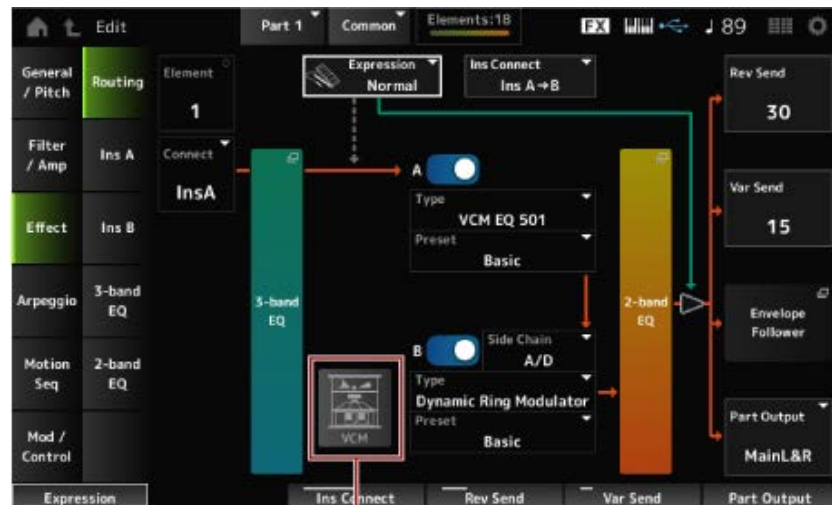 Edit
Part 1
Common
Elements:18
FX
89
General / Pitch
Routing
Element
1
Expression
Normal
Ins Connect
Ins A→B
Rev Send
30
Filter / Amp
Ins A
Connect
InsA
A
Type
VCM EQ 501
Preset
Basic
Var Send
15
Effect
Ins B
Arpeggio
3-band EQ
3-band EQ
2-band EQ
Envelope Follower
Motion Seq
2-band EQ
B
Side Chain
A/D
Type
Dynamic Ring Modulator
Preset
Basic
VCM
Mod / Control
Part Output
MainL&R
Expression
Ins Connect
Rev Send
Var Send
Part Output